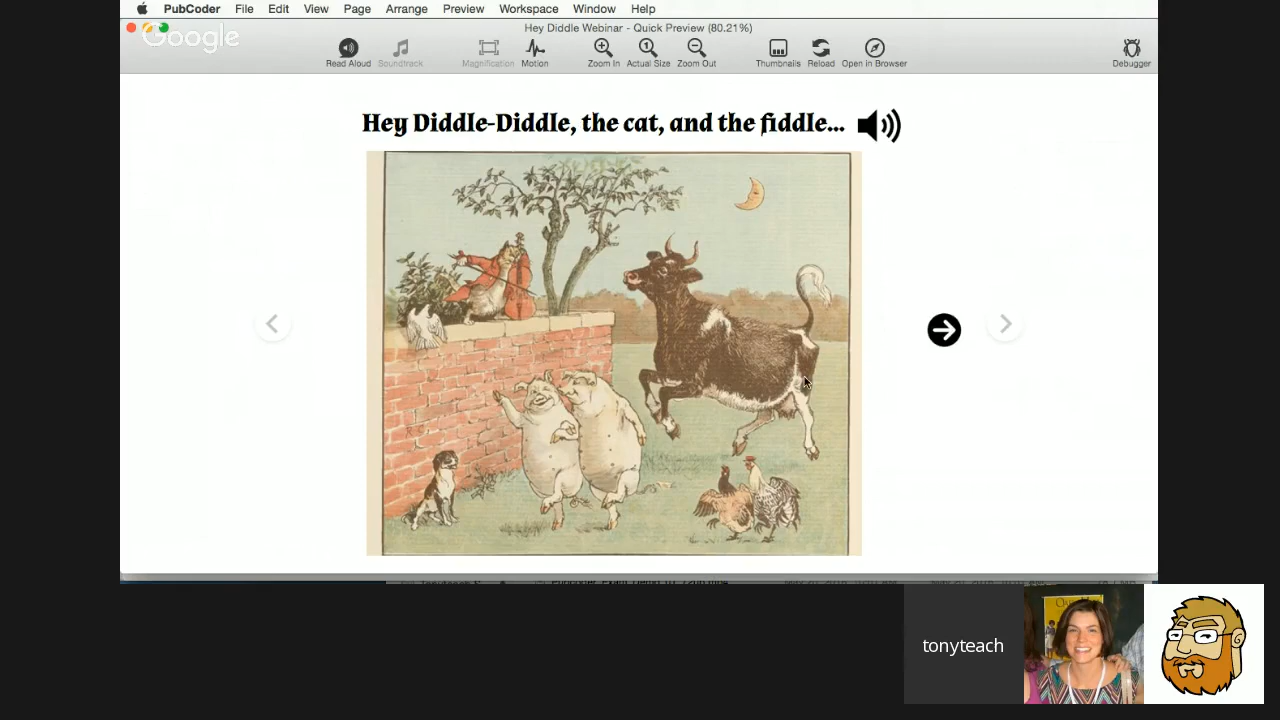 PubCoder File Edit View Page Arrange Preview Workspace Window Help
Google
Hey Diddle Webinar - Quick Preview (80.21%)
Read Aloud Soundtrack Magnification Motion Zoom In Actual Size Zoom Out Thumbnails Reload Open in Browser Debugger
Hey Diddle-Diddle, the cat, and the fiddle...
tonyteach